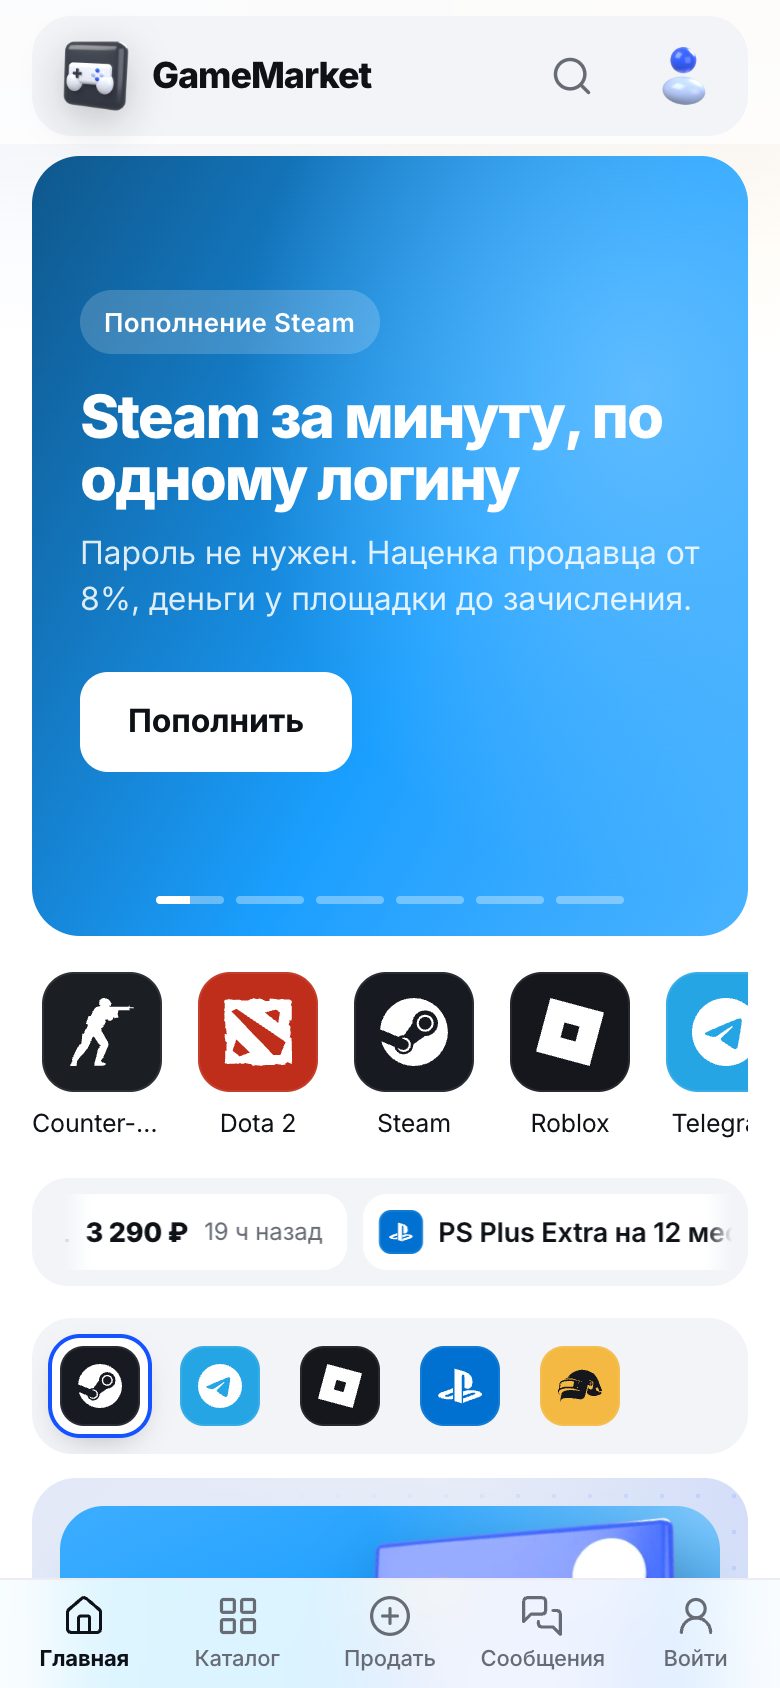 GameMarket
Пополнение Steam
Steam за минуту, по
одному логину
Пароль не нужен. Наценка продавца от
8%, деньги у площадки до зачисления.
Пополнить
Counter-...
Dota 2
Steam
Roblox
Telegra
3 290 ₽ 19 ч назад
PS Plus Extra на 12 мес
Главная
Каталог
Продать
Сообщения
Войти